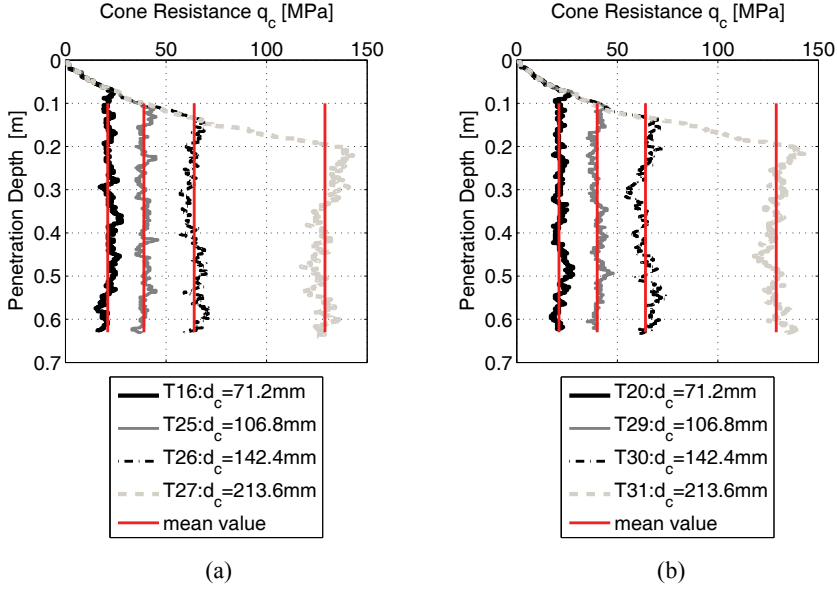 Cone Resistance q_c [MPa]
0 50 100 150
0
0.1
0.2
0.3
0.4
0.5
0.6
0.7
Penetration Depth [m]
T16:d_c=71.2mm
T25:d_c=106.8mm
T26:d_c=142.4mm
T27:d_c=213.6mm
mean value
(a)
Cone Resistance q_c [MPa]
0 50 100 150
0
0.1
0.2
0.3
0.4
0.5
0.6
0.7
Penetration Depth [m]
T20:d_c=71.2mm
T29:d_c=106.8mm
T30:d_c=142.4mm
T31:d_c=213.6mm
mean value
(b)